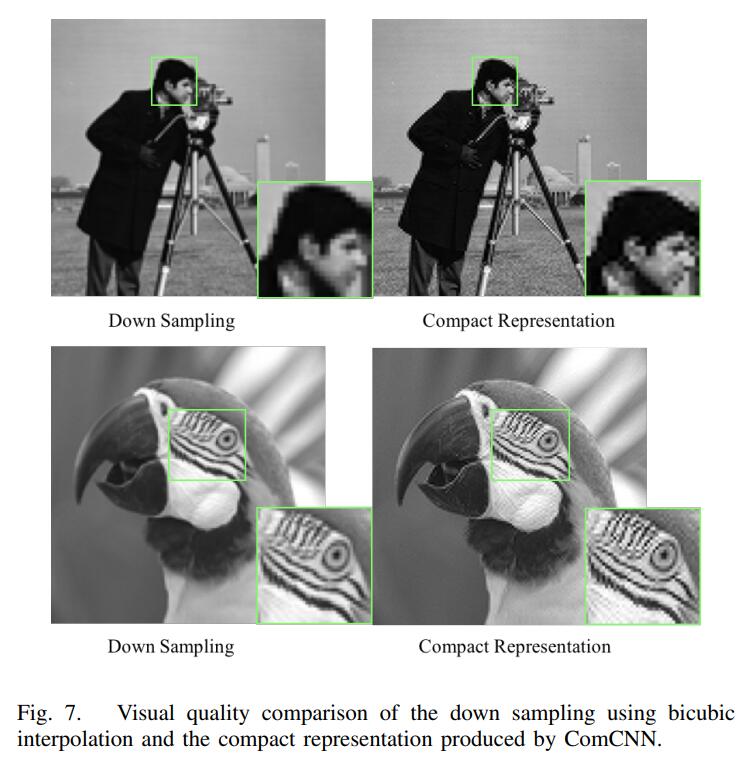 Down Sampling
Compact Representation
Down Sampling
Compact Representation
Fig. 7. Visual quality comparison of the down sampling using bicubic
interpolation and the compact representation produced by ComCNN.